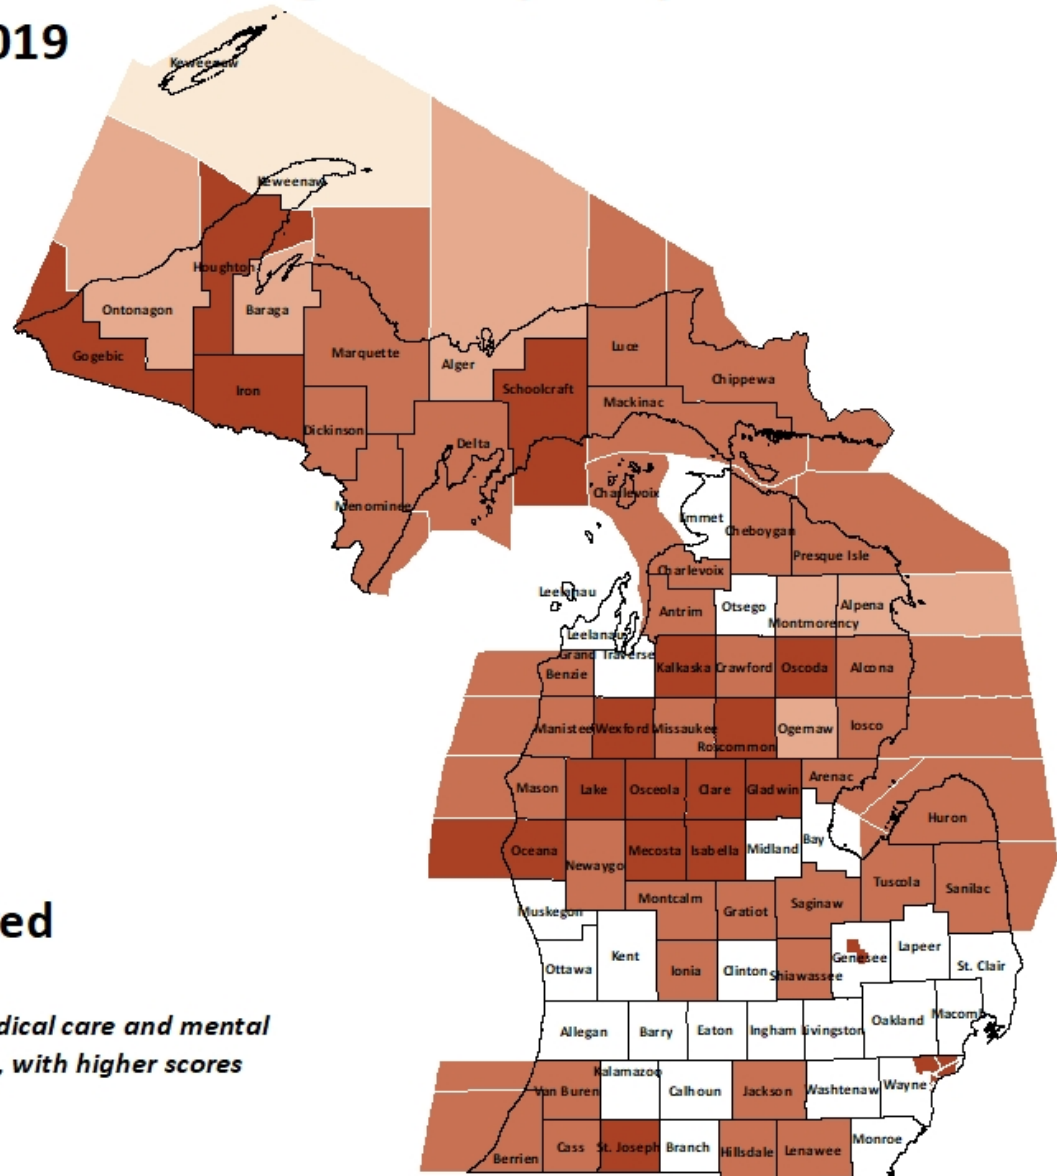 019
Keweenaw
Keweenaw
Houghton
Ontonagon
Baraga
Gogebic
Marquette
Luce
Alger
Chippewa
Iron
Schoolcraft
Mackinac
Dickinson
Delta
Menominee
Charlevoix
Emmet
Cheboygan
Presque Isle
Charlevoix
Leelanau
Antrim
Otsego
Alpena
Montmorency
Leelanau
Grand Traverse
Benzie
Kalkaska
Crawford
Oscoda
Alcona
Manistee
Wexford
Missaukee
Ogemaw
Iosco
Roscommon
Mason
Lake
Osceola
Clare
Gladwin
Arenac
Huron
Oceana
Newaygo
Mecosta
Isabella
Midland
Bay
Tuscola
Sanilac
Muskegon
Montcalm
Gratiot
Saginaw
ed
Ottawa
Kent
Ionia
Clinton
Shiawassee
Genesee
Lapeer
St. Clair
dical care and mental
, with higher scores
Allegan
Barry
Eaton
Ingham
Livingston
Oakland
Macomb
Van Buren
Kalamazoo
Calhoun
Jackson
Washtenaw
Wayne
Berrien
Cass
St. Joseph
Branch
Hillsdale
Lenawee
Monroe